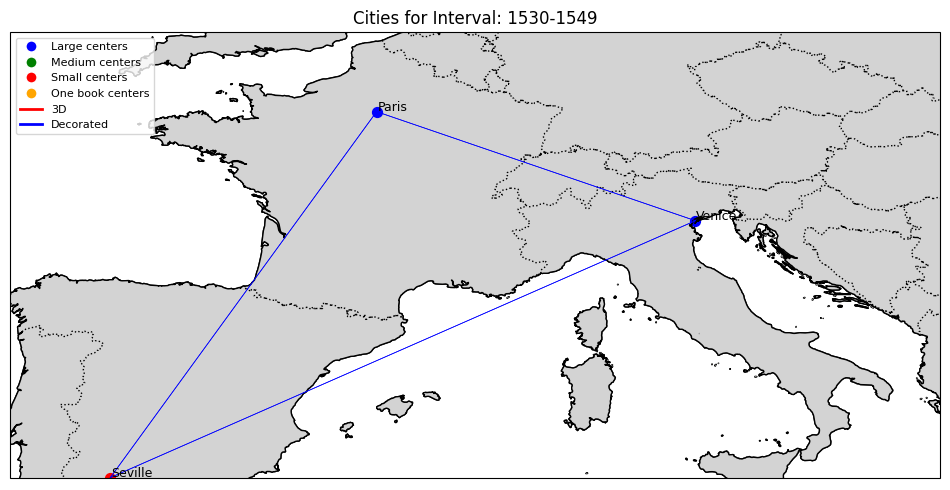 Cities for Interval: 1530-1549
Large centers
Medium centers
Small centers
One book centers
3D
Decorated
Paris
Venice
Seville